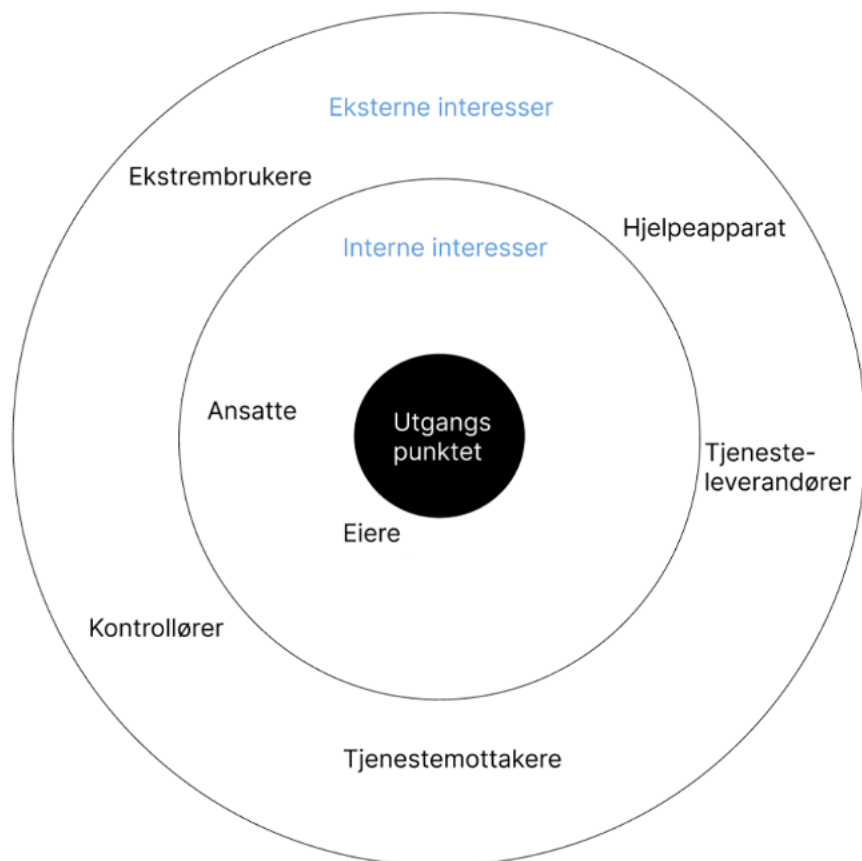 Eksterne interesser
Ekstrembrukere
Hjelpeapparat
Interne interesser
Ansatte
Utgangs
punktet
Tjeneste-
leverandører
Eiere
Kontrollører
Tjenestemottakere